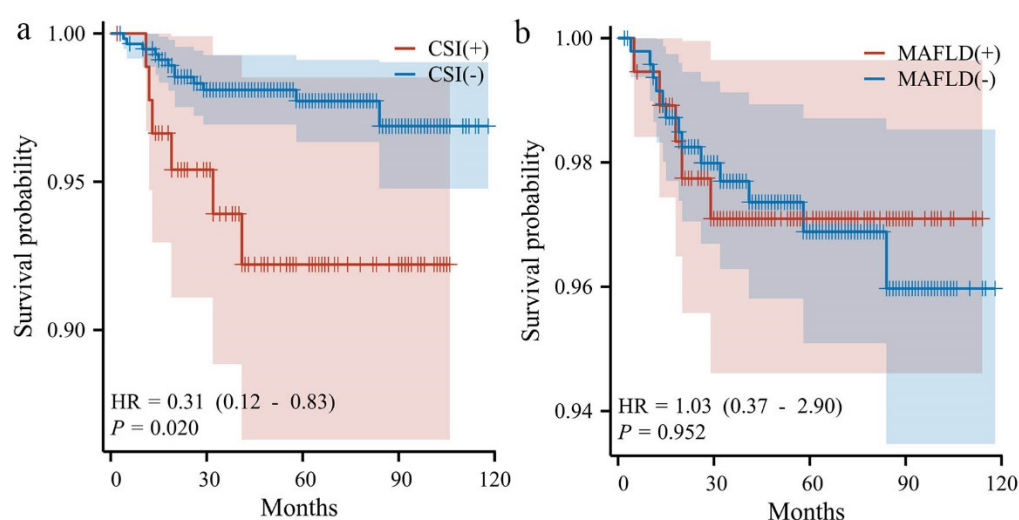 a
1.00
0.95
0.90
Survival probability
CSI(+)
CSI(-)
HR = 0.31 (0.12 - 0.83)
P = 0.020
0
30
60
90
120
Months
b
1.00
0.98
0.96
0.94
Survival probability
MAFLD(+)
MAFLD(-)
HR = 1.03 (0.37 - 2.90)
P = 0.952
0
30
60
90
120
Months